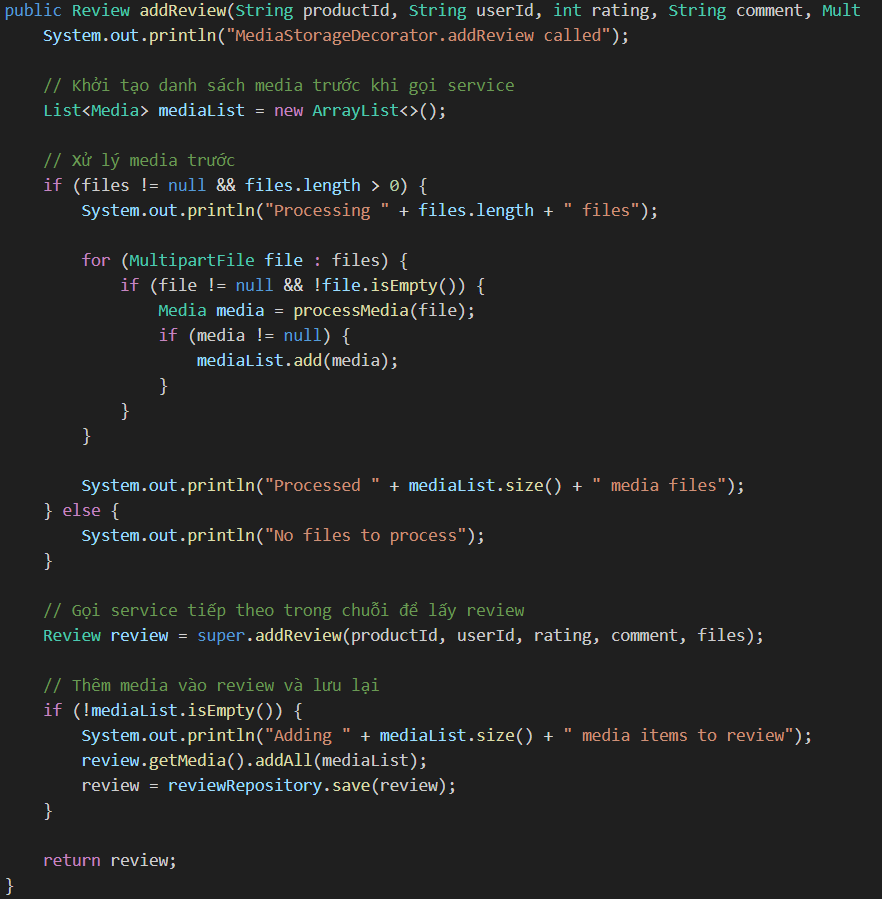 public Review addReview(String productId, String userId, int rating, String comment, Mult
System.out.println("MediaStorageDecorator.addReview called");
// Khởi tạo danh sách media trước khi gọi service
List<Media> mediaList = new ArrayList<>();
// Xử lý media trước
if (files != null && files.length > 0) {
System.out.println("Processing " + files.length + " files");
for (MultipartFile file : files) {
if (file != null && !file.isEmpty()) {
Media media = processMedia(file);
if (media != null) {
mediaList.add(media);
}
}
}
System.out.println("Processed " + mediaList.size() + " media files");
} else {
System.out.println("No files to process");
}
// Gọi service tiếp theo trong chuỗi để lấy review
Review review = super.addReview(productId, userId, rating, comment, files);
// Thêm media vào review và lưu lại
if (!mediaList.isEmpty()) {
System.out.println("Adding " + mediaList.size() + " media items to review");
review.getMedia().addAll(mediaList);
review = reviewRepository.save(review);
}
return review;
}